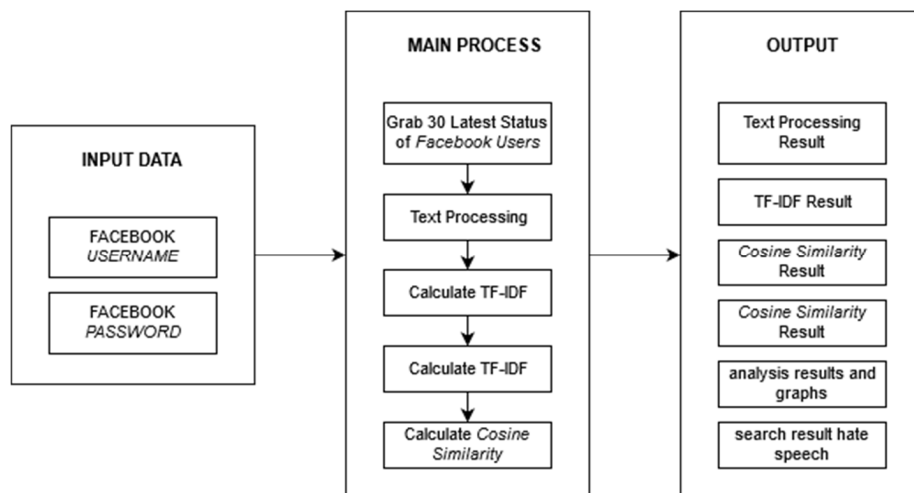 INPUT DATA
FACEBOOK
USERNAME
FACEBOOK
PASSWORD
MAIN PROCESS
Grab 30 Latest Status
of Facebook Users
Text Processing
Calculate TF-IDF
Calculate TF-IDF
Calculate Cosine
Similarity
OUTPUT
Text Processing
Result
TF-IDF Result
Cosine Similarity
Result
Cosine Similarity
Result
analysis results and
graphs
search result hate
speech